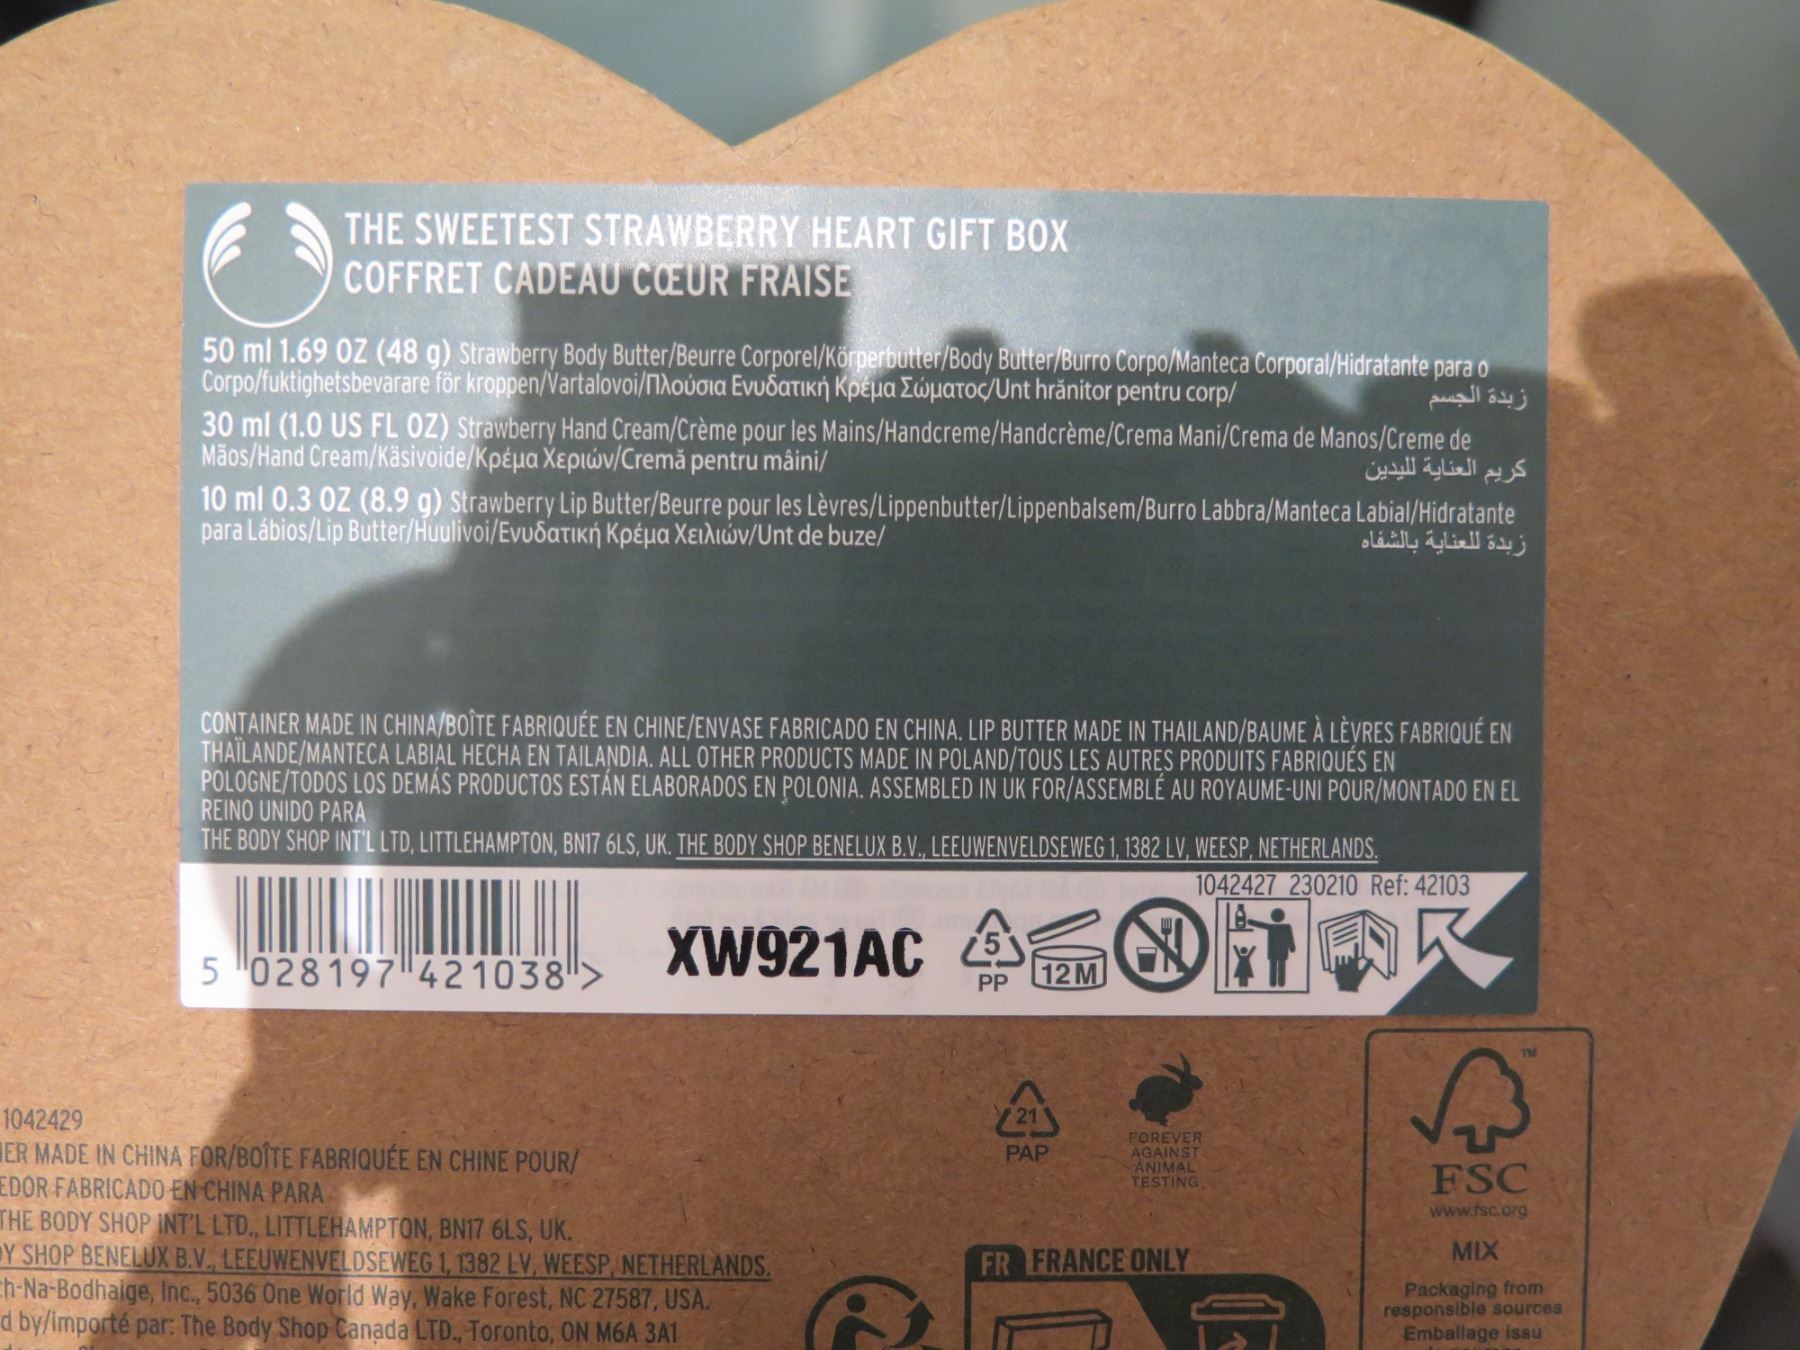 THE SWEETEST STRAWBERRY HEART GIFT BOX
COFFRET CADEAU CŒUR FRAISE
50 ml 1.69 OZ (48 g) Strawberry Body Butter/Beurre Corporel/Körperbutter/Body Butter/Burro Corpo/Manteca Corporal/Hidratante para o
Corpo/fuktighetsbevarare för kroppen/Vartalovoi/Πλούσια Ενυδατική Κρέμα Σώματος/Unt hrănitor pentru corp/ زبدة الجسم
30 ml (1.0 US FL OZ) Strawberry Hand Cream/Crème pour les Mains/Handcreme/Handcrème/Crema Mani/Crema de Manos/Creme de
Mãos/Hand Cream/Käsivoide/Κρέμα Χεριών/Cremă pentru mâini/ كريم العناية لليدين
10 ml 0.3 OZ (8.9 g) Strawberry Lip Butter/Beurre pour les Lèvres/Lippenbutter/Lippenbalsem/Burro Labbra/Manteca Labial/Hidratante
para Lábios/Lip Butter/Huulivoi/Ενυδατική Κρέμα Χειλιών/Unt de buze/ زبدة للعناية بالشفاه
CONTAINER MADE IN CHINA/BOÎTE FABRIQUÉE EN CHINE/ENVASE FABRICADO EN CHINA. LIP BUTTER MADE IN THAILAND/BAUME À LÈVRES FABRIQUÉ EN
THAÏLANDE/MANTECA LABIAL HECHA EN TAILANDIA. ALL OTHER PRODUCTS MADE IN POLAND/TOUS LES AUTRES PRODUITS FABRIQUÉS EN
POLOGNE/TODOS LOS DEMÁS PRODUCTOS ESTÁN ELABORADOS EN POLONIA. ASSEMBLED IN UK FOR/ASSEMBLÉ AU ROYAUME-UNI POUR/MONTADO EN EL
REINO UNIDO PARA
THE BODY SHOP INT'L LTD, LITTLEHAMPTON, BN17 6LS, UK. THE BODY SHOP BENELUX B.V., LEEUWENVELDSEWEG 1, 1382 LV, WEESP, NETHERLANDS.
1042427 230210 Ref: 42103
5 028197 421038 >
XW921AC
5
PP
12 M
1042429
ER MADE IN CHINA FOR/BOÎTE FABRIQUÉE EN CHINE POUR/
EDOR FABRICADO EN CHINA PARA
THE BODY SHOP INT'L LTD., LITTLEHAMPTON, BN17 6LS, UK.
Y SHOP BENELUX B.V., LEEUWENVELDSEWEG 1, 1382 LV, WEESP, NETHERLANDS.
th-Na-Bodhaige, Inc., 5036 One World Way, Wake Forest, NC 27587, USA.
d by/importé par: The Body Shop Canada LTD., Toronto, ON M6A 3A1
21
PAP
FOREVER
AGAINST
ANIMAL
TESTING
FR FRANCE ONLY
TM
FSC
www.fsc.org
MIX
Packaging from
responsible sources
Emballage issu